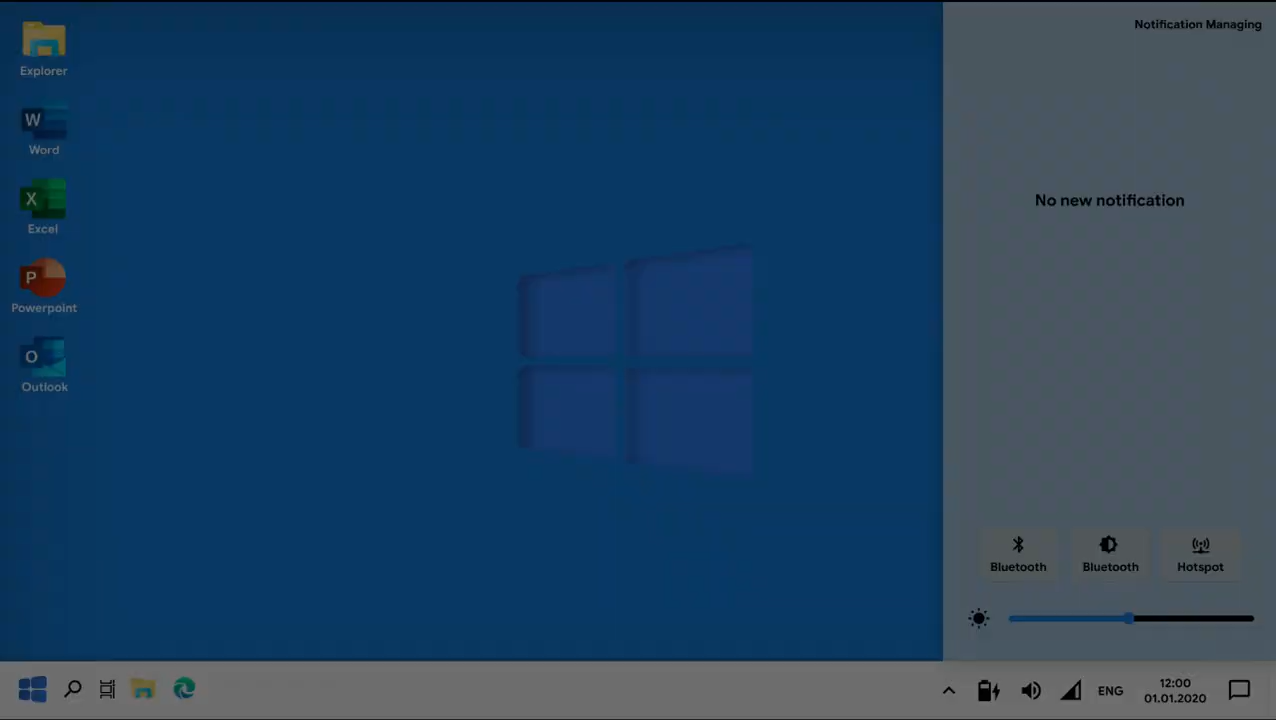 Notification Managing
Explorer
W
Word
X
Excel
P
Powerpoint
O
Outlook
No new notification
Bluetooth
Bluetooth
Hotspot
ENG
12:00
01.01.2020